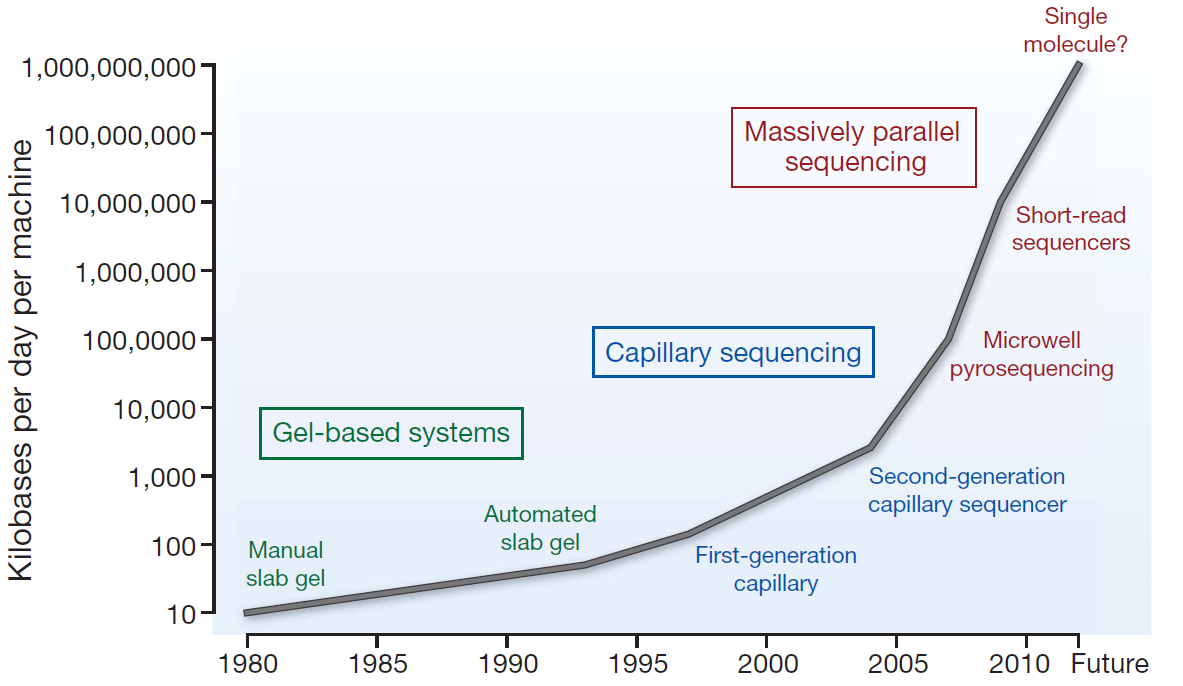 Kilobases per day per machine
1,000,000,000
100,000,000
10,000,000
1,000,000
100,0000
10,000
1,000
100
10
Single
molecule?
Massively parallel
sequencing
Short-read
sequencers
Microwell
pyrosequencing
Capillary sequencing
Gel-based systems
Second-generation
capillary sequencer
Automated
slab gel
First-generation
capillary
Manual
slab gel
1980 1985 1990 1995 2000 2005 2010 Future